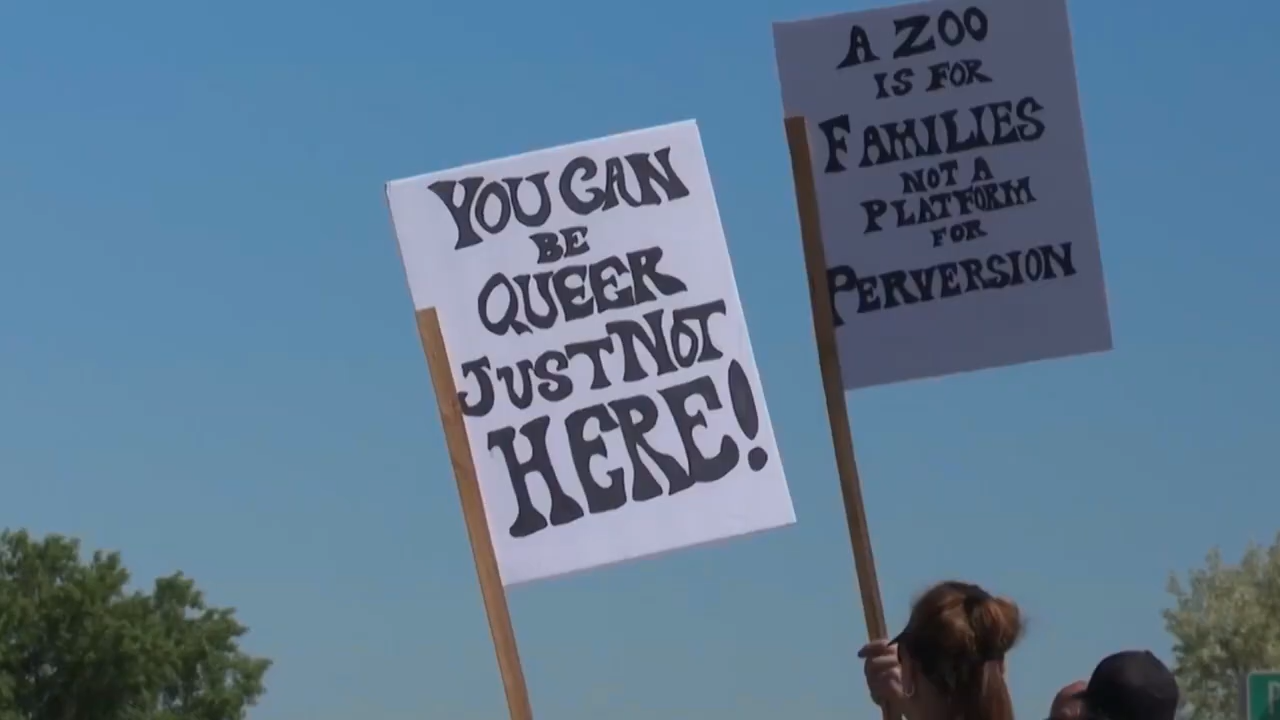 YOU CAN
BE
QUEER
JUST NOT
HERE!
A ZOO
IS FOR
FAMILIES
NOT A
PLATFORM
FOR
PERVERSION